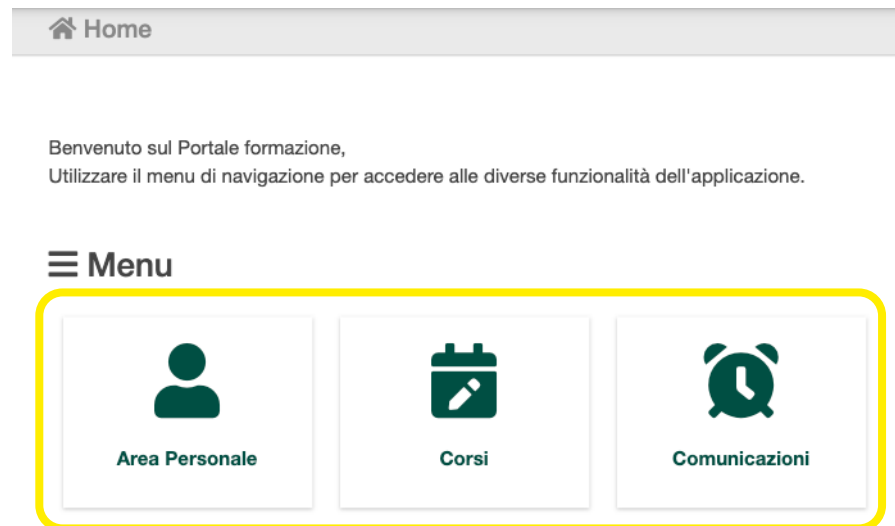 Home
Benvenuto sul Portale formazione,
Utilizzare il menu di navigazione per accedere alle diverse funzionalità dell'applicazione.
Menu
Area Personale
Corsi
Comunicazioni